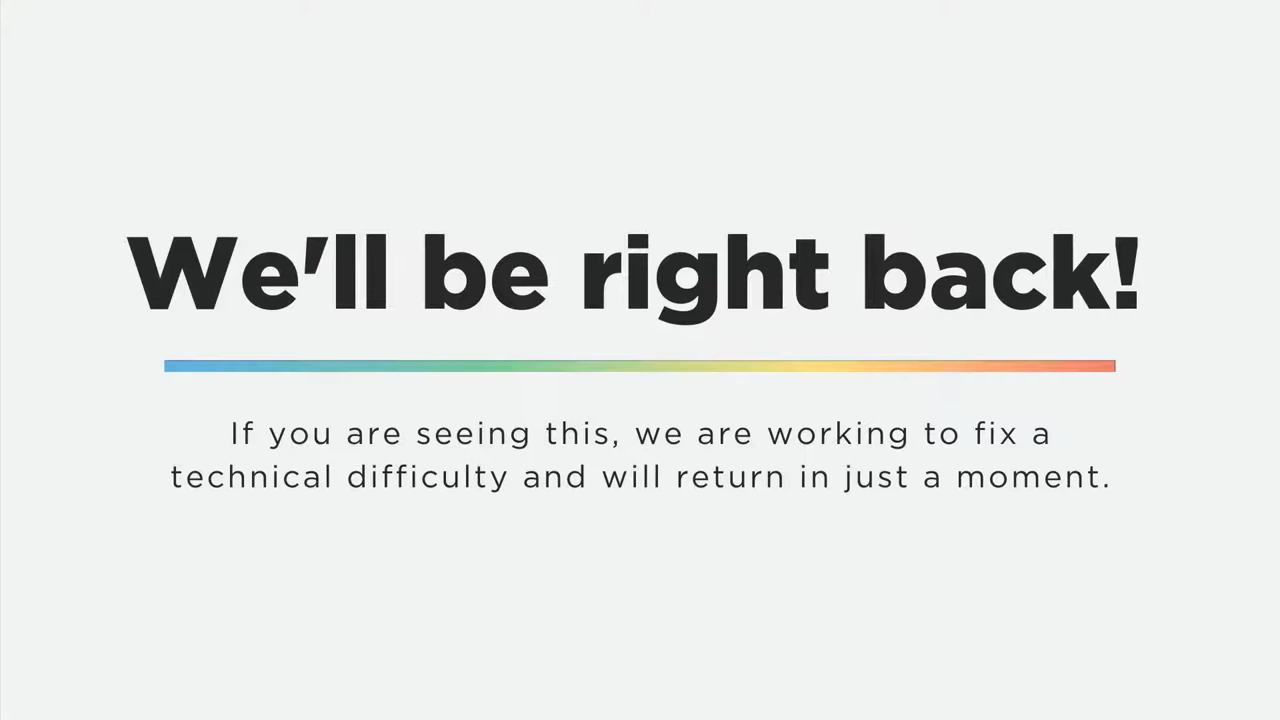 We'll be right back!
If you are seeing this, we are working to fix a
technical difficulty and will return in just a moment.